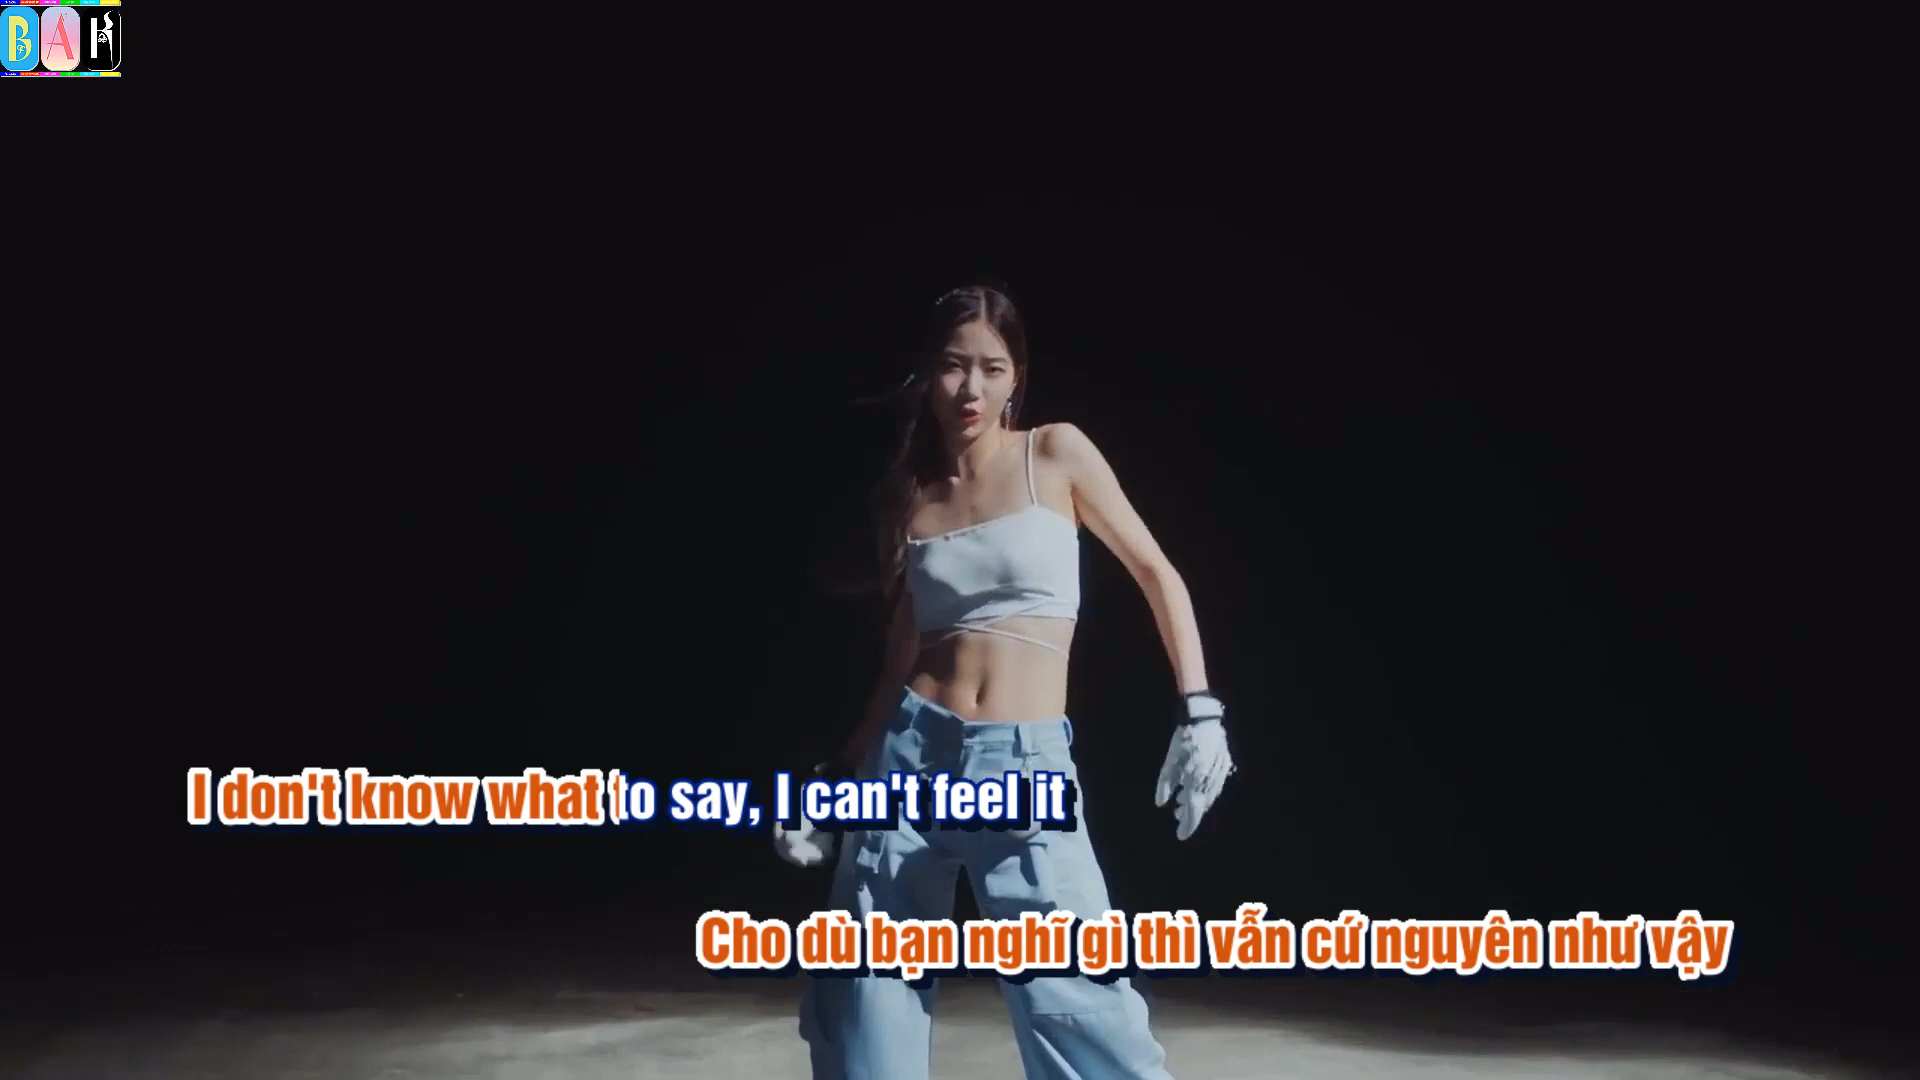 BAK
I don't know what to say, I can't feel it
Cho dù bạn nghĩ gì thì vẫn cứ nguyên như vậy